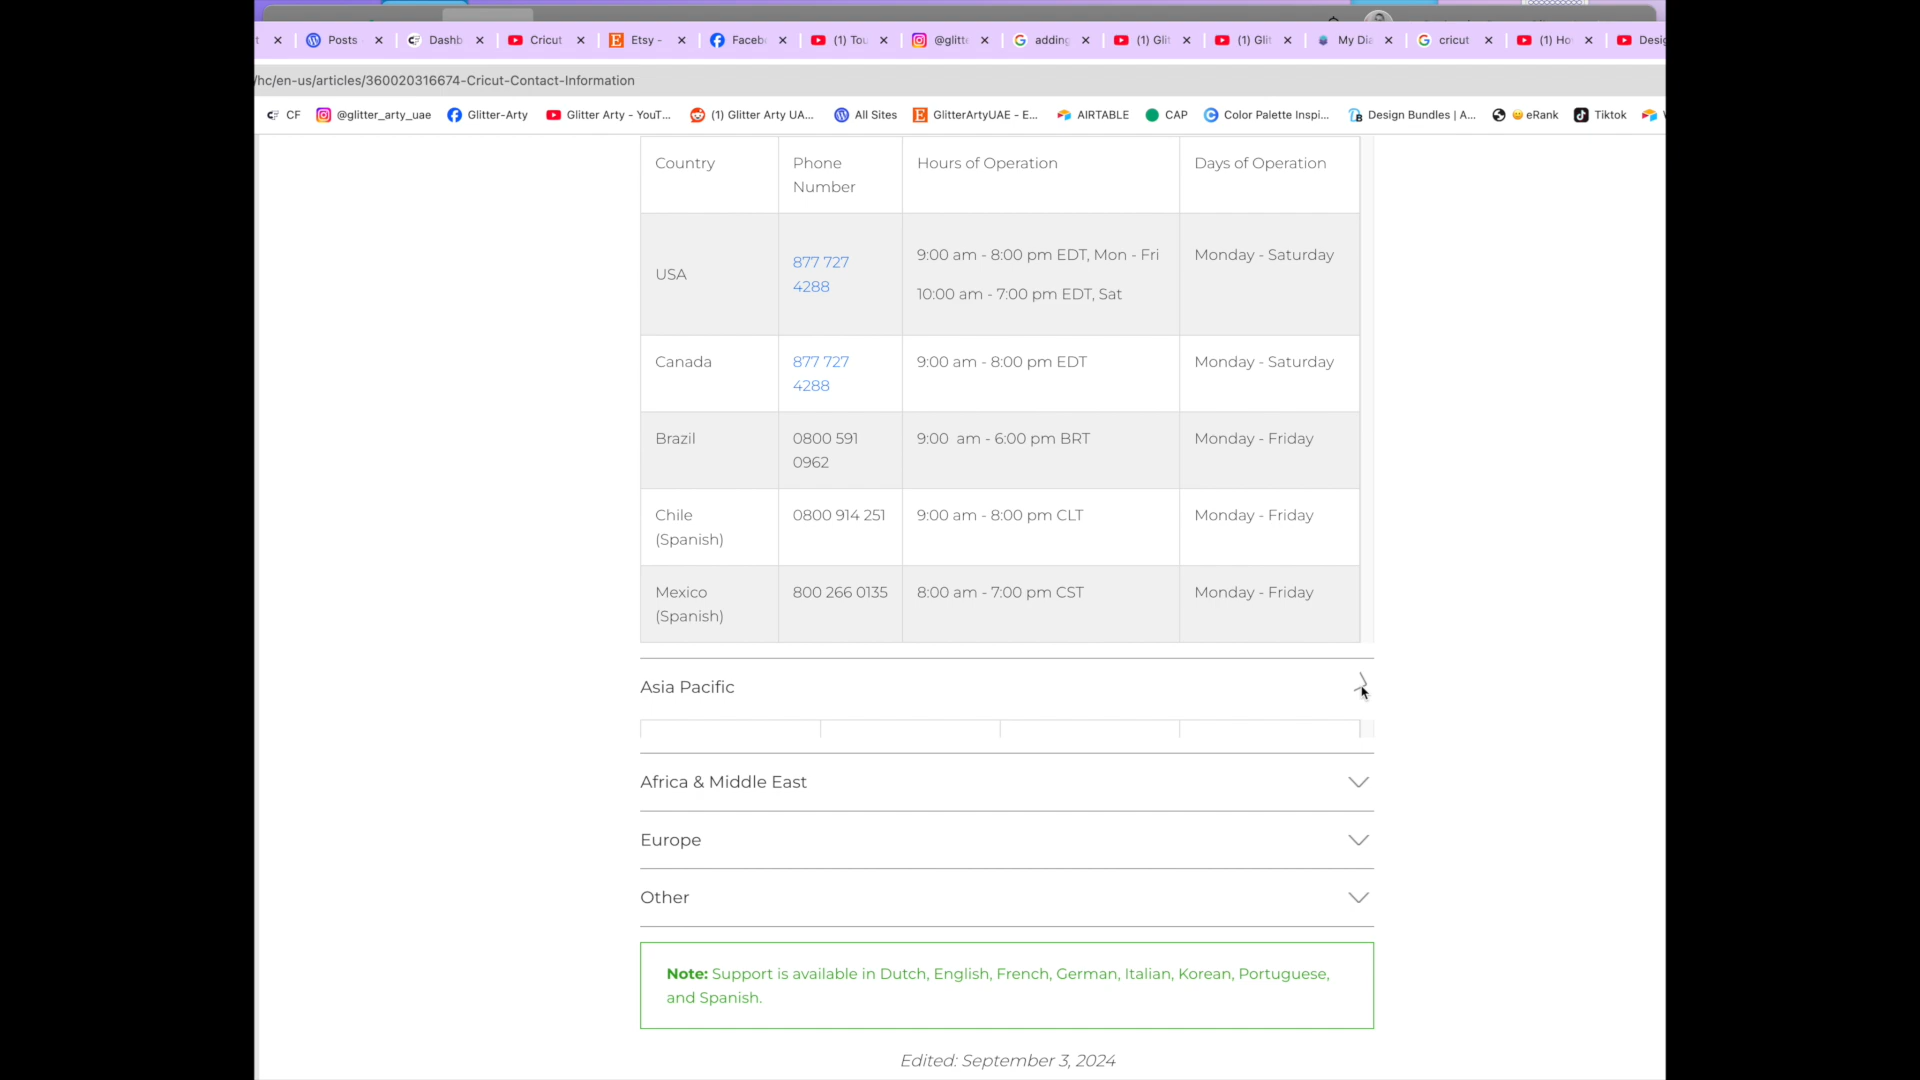 Posts
Dashb
Cricut
Etsy -
Faceb
(1) Tou
@glitt
adding
(1) Glit
(1) Glit
My Dia
cricut
(1) Ho
Desig
/hc/en-us/articles/360020316674-Cricut-Contact-Information
CF
@glitter_arty_uae
Glitter-Arty
Glitter Arty - YouT...
(1) Glitter Arty UA...
All Sites
GlitterArtyUAE - E...
AIRTABLE
CAP
Color Palette Inspi...
Design Bundles | A...
eRank
Tiktok
Country
Phone
Number
Hours of Operation
Days of Operation
USA
877 727
4288
9:00 am - 8:00 pm EDT, Mon - Fri
10:00 am - 7:00 pm EDT, Sat
Monday - Saturday
Canada
877 727
4288
9:00 am - 8:00 pm EDT
Monday - Saturday
Brazil
0800 591
0962
9:00  am - 6:00 pm BRT
Monday - Friday
Chile
(Spanish)
0800 914 251
9:00 am - 8:00 pm CLT
Monday - Friday
Mexico
(Spanish)
800 266 0135
8:00 am - 7:00 pm CST
Monday - Friday
Asia Pacific
Africa & Middle East
Europe
Other
Note: Support is available in Dutch, English, French, German, Italian, Korean, Portuguese,
and Spanish.
Edited: September 3, 2024